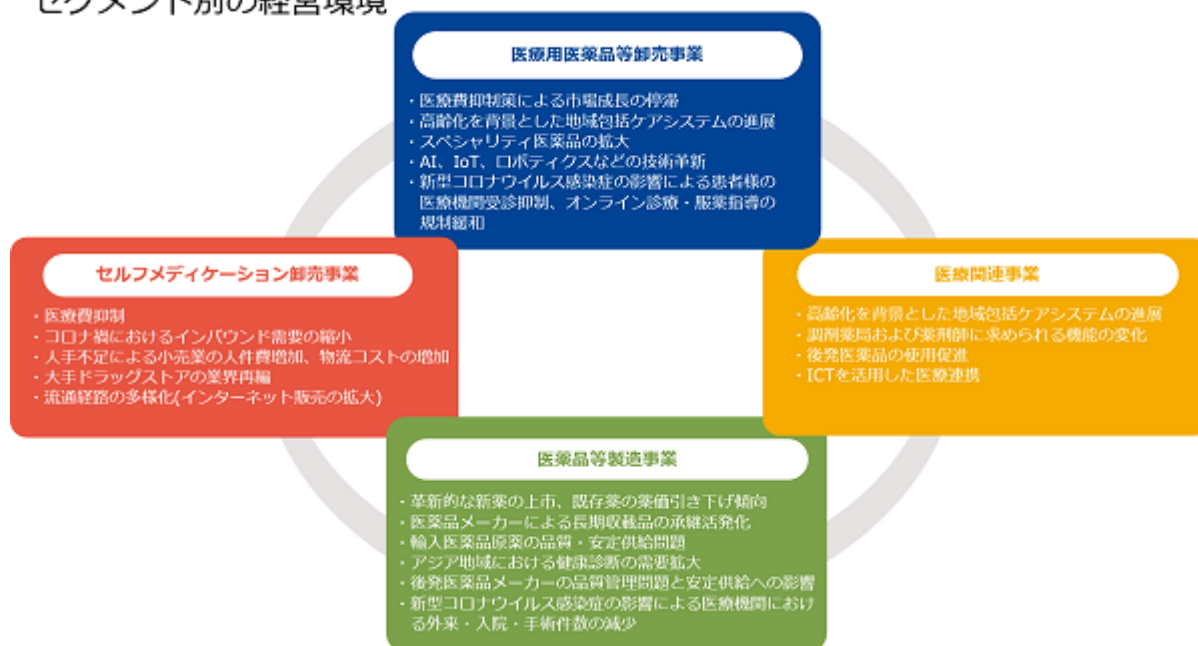 セグメント別の経営環境
医療用医薬品等卸売事業
・医療費抑制策による市場成長の停滞
・高齢化を背景とした地域包括ケアシステムの進展
・スペシャリティ医薬品の拡大
・AI、IoT、ロボティクスなどの技術革新
・新型コロナウイルス感染症の影響による患者様の
医療機関受診抑制、オンライン診療・服薬指導の
規制緩和
セルフメディケーション卸売事業
・医療費抑制
・コロナ禍におけるインバウンド需要の縮小
・人手不足による小売業の人件費増加、物流コストの増加
・大手ドラッグストアの業界再編
・流通経路の多様化(インターネット販売の拡大)
医療関連事業
・高齢化を背景とした地域包括ケアシステムの進展
・調剤薬局および薬剤師に求められる機能の変化
・後発医薬品の使用促進
・ICTを活用した医療連携
医薬品等製造事業
・革新的な新薬の上市、既存薬の薬価引き下げ傾向
・医薬品メーカーによる長期収載品の承継活発化
・輸入医薬品原薬の品質・安定供給問題
・アジア地域における健康診断の需要拡大
・後発医薬品メーカーの品質管理問題と安定供給への影響
・新型コロナウイルス感染症の影響による医療機関におけ
る外来・入院・手術件数の減少